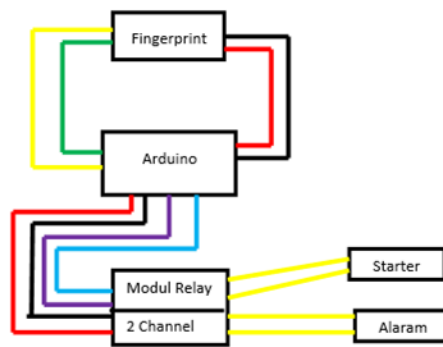 Fingerprint
Arduino
Modul Relay
2 Channel
Starter
Alaram